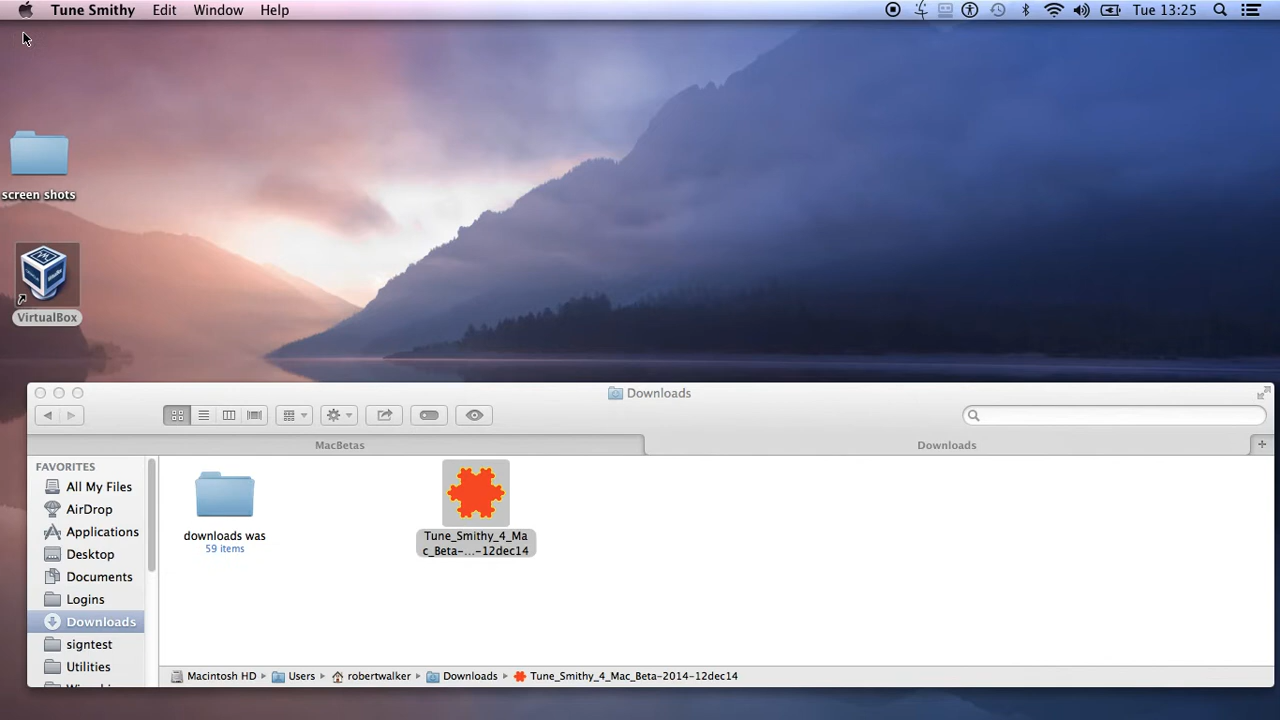 Tune Smithy Edit Window Help Tue 13:25
screen shots
VirtualBox
Downloads
MacBetas Downloads
FAVORITES
All My Files
AirDrop
Applications
Desktop
Documents
Logins
Downloads
signtest
Utilities
downloads was
59 items
Tune_Smithy_4_Ma
c_Beta-...-12dec14
Macintosh HD Users robertwalker Downloads Tune_Smithy_4_Mac_Beta-2014-12dec14